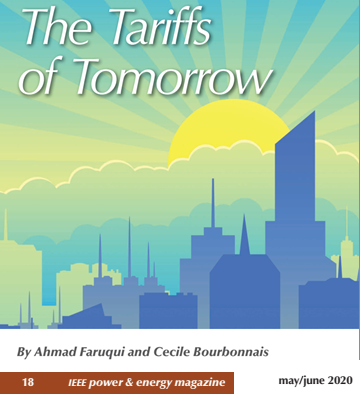 The Tariffs
of Tomorrow
By Ahmad Faruqui and Cecile Bourbonnais
18 IEEE power & energy magazine may/june 2020